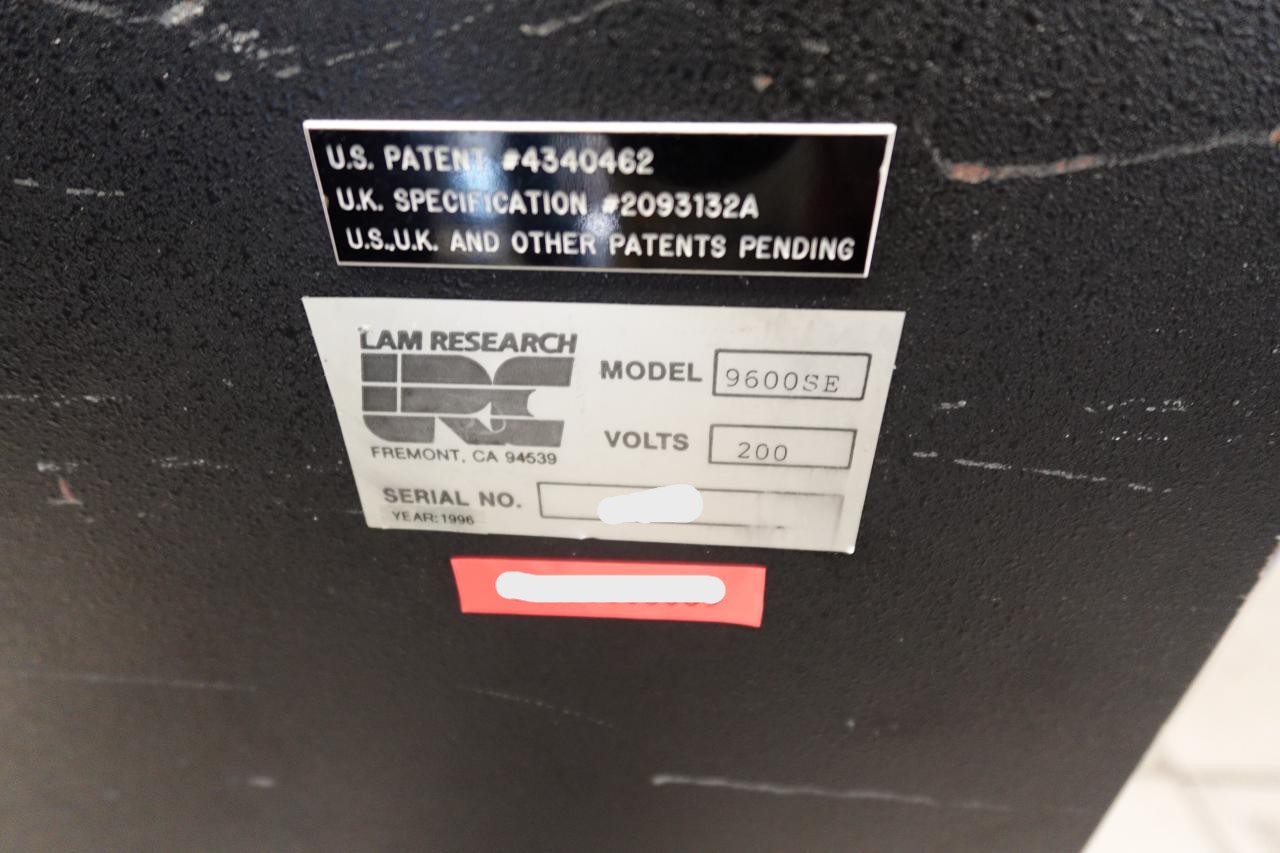 U.S. PATENT #4340462
U.K. SPECIFICATION #2093132A
U.S.,U.K. AND OTHER PATENTS PENDING
LAM RESEARCH
LRC
FREMONT, CA 94539
MODEL 9600SE
VOLTS 200
SERIAL NO.
YEAR:1996